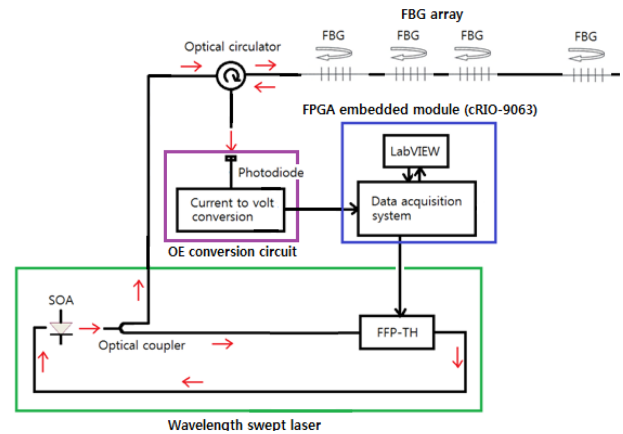 FBG array
FBG
FBG
FBG
FBG
Optical circulator
FPGA embedded module (cRIO-9063)
LabVIEW
Photodiode
Current to volt
conversion
Data acquisition
system
OE conversion circuit
SOA
Optical coupler
FFP-TH
Wavelength swept laser